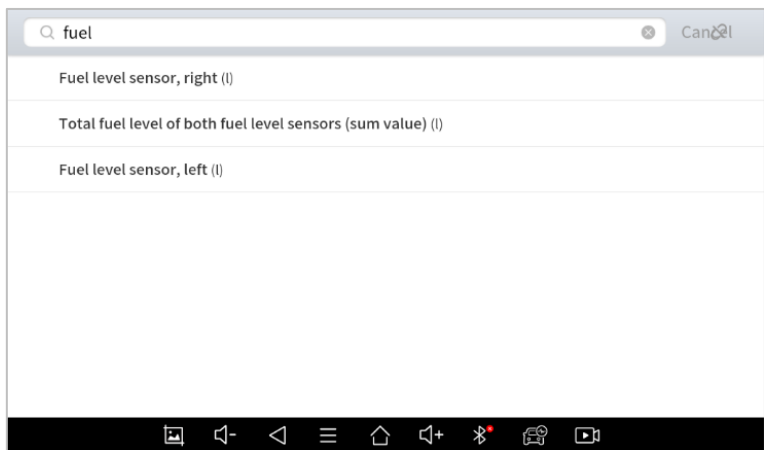 fuel
Cancel
Fuel level sensor, right (l)
Total fuel level of both fuel level sensors (sum value) (l)
Fuel level sensor, left (l)